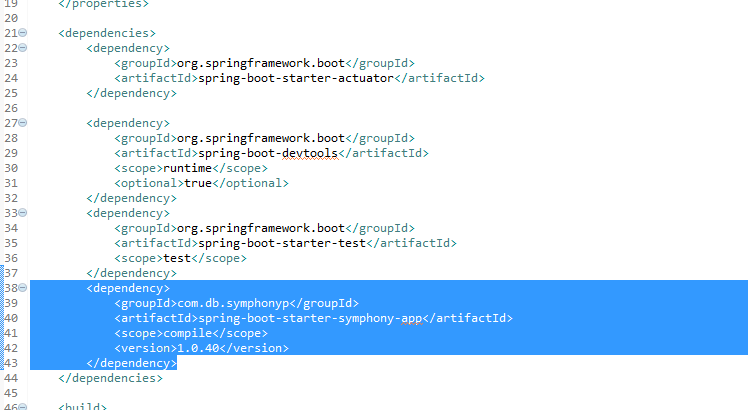 19 </properties>
20
21 <dependencies>
22 <dependency>
23 <groupId>org.springframework.boot</groupId>
24 <artifactId>spring-boot-starter-actuator</artifactId>
25 </dependency>
26
27 <dependency>
28 <groupId>org.springframework.boot</groupId>
29 <artifactId>spring-boot-devtools</artifactId>
30 <scope>runtime</scope>
31 <optional>true</optional>
32 </dependency>
33 <dependency>
34 <groupId>org.springframework.boot</groupId>
35 <artifactId>spring-boot-starter-test</artifactId>
36 <scope>test</scope>
37 </dependency>
38 <dependency>
39 <groupId>com.db.symphonyp</groupId>
40 <artifactId>spring-boot-starter-symphony-app</artifactId>
41 <scope>compile</scope>
42 <version>1.0.40</version>
43 </dependency>
44 </dependencies>
45
46 <build>